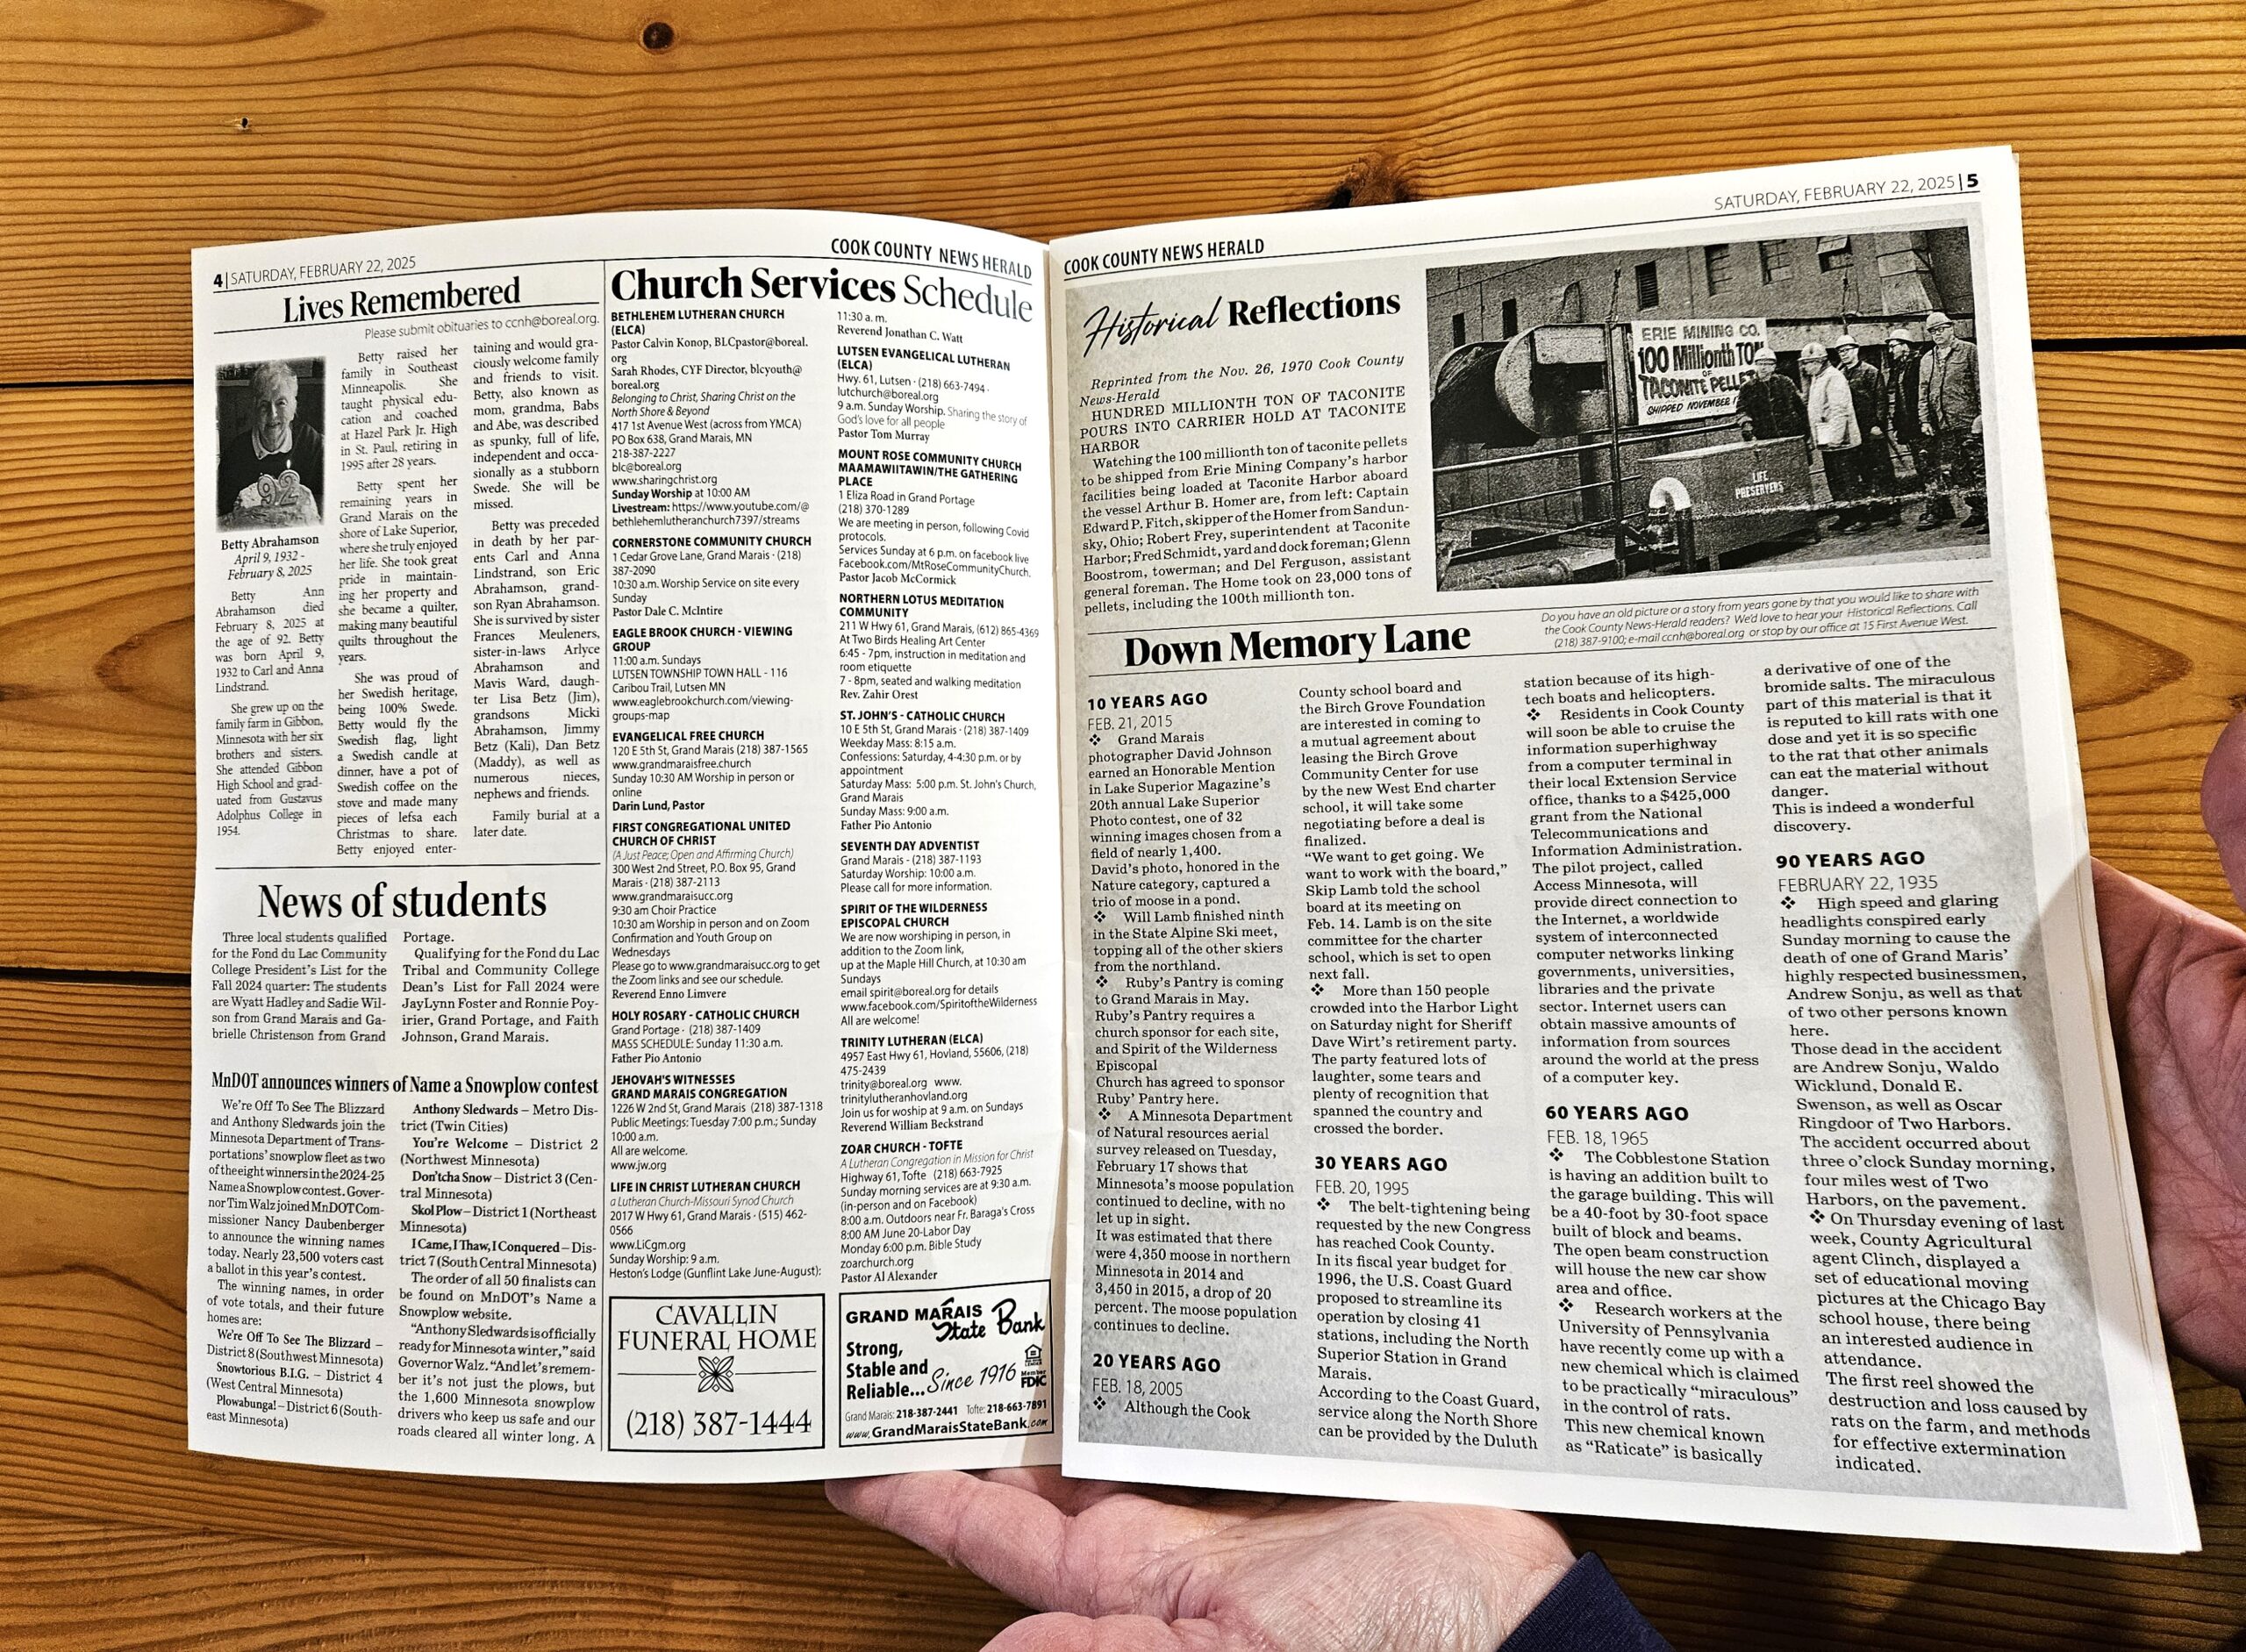 4 | SATURDAY, FEBRUARY 22, 2025
COOK COUNTY NEWS HERALD
Lives Remembered
Please submit obituaries to ccnh@boreal.org.
92
Betty Abrahamson
April 9, 1932 -
February 8, 2025
Betty Ann
Abrahamson died
February 8, 2025 at
the age of 92. Betty
was born April 9,
1932 to Carl and Anna
Lindstrand.
She grew up on the
family farm in Gibbon,
Minnesota with her six
brothers and sisters.
She attended Gibbon
High School and grad-
uated from Gustavus
Adolphus College in
1954.
Betty raised her
family in Southeast
Minneapolis. She
taught physical edu-
cation and coached
at Hazel Park Jr. High
in St. Paul, retiring in
1995 after 28 years.
Betty spent her
remaining years in
Grand Marais on the
shore of Lake Superior,
where she truly enjoyed
her life. She took great
pride in maintain-
ing her property and
she became a quilter,
making many beautiful
quilts throughout the
years.
She was proud of
her Swedish heritage,
being 100% Swede.
Betty would fly the
Swedish flag, light
a Swedish candle at
dinner, have a pot of
Swedish coffee on the
stove and made many
pieces of lefsa each
Christmas to share.
Betty enjoyed enter-
taining and would gra-
ciously welcome family
and friends to visit.
Betty, also known as
mom, grandma, Babs
and Abe, was described
as spunky, full of life,
independent and occa-
sionally as a stubborn
Swede. She will be
missed.
Betty was preceded
in death by her par-
ents Carl and Anna
Lindstrand, son Eric
Abrahamson, grand-
son Ryan Abrahamson.
She is survived by sister
Frances Meuleners,
sister-in-laws Arlyce
Abrahamson and
Mavis Ward, daugh-
ter Lisa Betz (Jim),
grandsons Micki
Abrahamson, Jimmy
Betz (Kali), Dan Betz
(Maddy), as well as
numerous nieces,
nephews and friends.
Family burial at a
later date.
News of students
Three local students qualified
for the Fond du Lac Community
College President's List for the
Fall 2024 quarter: The students
are Wyatt Hadley and Sadie Wil-
son from Grand Marais and Ga-
brielle Christenson from Grand
Portage.
Qualifying for the Fond du Lac
Tribal and Community College
Dean's List for Fall 2024 were
JayLynn Foster and Ronnie Poy-
irier, Grand Portage, and Faith
Johnson, Grand Marais.
MnDOT announces winners of Name a Snowplow contest
We're Off To See The Blizzard
and Anthony Sledwards join the
Minnesota Department of Trans-
portations' snowplow fleet as two
of the eight winners in the 2024-25
Name a Snowplow contest. Gover-
nor Tim Walz joined MnDOT Com-
missioner Nancy Daubenberger
to announce the winning names
today. Nearly 23,500 voters cast
a ballot in this year's contest.
The winning names, in order
of vote totals, and their future
homes are:
We're Off To See The Blizzard –
District 8 (Southwest Minnesota)
Snowtorious B.I.G. – District 4
(West Central Minnesota)
Plowabunga! – District 6 (South-
east Minnesota)
Anthony Sledwards – Metro Dis-
trict (Twin Cities)
You're Welcome – District 2
(Northwest Minnesota)
Don'tcha Snow – District 3 (Cen-
tral Minnesota)
Skol Plow – District 1 (Northeast
Minnesota)
I Came, I Thaw, I Conquered – Dis-
trict 7 (South Central Minnesota)
The order of all 50 finalists can
be found on MnDOT's Name a
Snowplow website.
"Anthony Sledwards is officially
ready for Minnesota winter," said
Governor Walz. "And let's remem-
ber it's not just the plows, but
the 1,600 Minnesota snowplow
drivers who keep us safe and our
roads cleared all winter long. A
Church Services Schedule
BETHLEHEM LUTHERAN CHURCH
(ELCA)
Pastor Calvin Konop, BLCpastor@boreal.
org
Sarah Rhodes, CYF Director, blcyouth@
boreal.org
Belonging to Christ, Sharing Christ on the
North Shore & Beyond
417 1st Avenue West (across from YMCA)
PO Box 638, Grand Marais, MN
218-387-2227
blc@boreal.org
www.sharingchrist.org
Sunday Worship at 10:00 AM
Livestream: https://www.youtube.com/@
bethlehemlutheranchurch7397/streams
CORNERSTONE COMMUNITY CHURCH
1 Cedar Grove Lane, Grand Marais · (218)
387-2090
10:30 a.m. Worship Service on site every
Sunday
Pastor Dale C. McIntire
EAGLE BROOK CHURCH - VIEWING
GROUP
11:00 a.m. Sundays
LUTSEN TOWNSHIP TOWN HALL - 116
Caribou Trail, Lutsen MN
www.eaglebrookchurch.com/viewing-
groups-map
EVANGELICAL FREE CHURCH
120 E 5th St, Grand Marais (218) 387-1565
www.grandmaraisfree.church
Sunday 10:30 AM Worship in person or
online
Darin Lund, Pastor
FIRST CONGREGATIONAL UNITED
CHURCH OF CHRIST
(A Just Peace; Open and Affirming Church)
300 West 2nd Street, P.O. Box 95, Grand
Marais · (218) 387-2113
www.grandmaraisucc.org
9:30 am Choir Practice
10:30 am Worship in person and on Zoom
Confirmation and Youth Group on
Wednesdays
Please go to www.grandmaraisucc.org to get
the Zoom links and see our schedule.
Reverend Enno Limvere
HOLY ROSARY - CATHOLIC CHURCH
Grand Portage · (218) 387-1409
MASS SCHEDULE: Sunday 11:30 a.m.
Father Pio Antonio
JEHOVAH'S WITNESSES
GRAND MARAIS CONGREGATION
1226 W 2nd St, Grand Marais (218) 387-1318
Public Meetings: Tuesday 7:00 p.m.; Sunday
10:00 a.m.
All are welcome.
www.jw.org
LIFE IN CHRIST LUTHERAN CHURCH
a Lutheran Church-Missouri Synod Church
2017 W Hwy 61, Grand Marais · (515) 462-
0566
www.LiCgm.org
Sunday Worship: 9 a.m.
Heston's Lodge (Gunflint Lake June-August):
11:30 a. m.
Reverend Jonathan C. Watt
LUTSEN EVANGELICAL LUTHERAN
(ELCA)
Hwy. 61, Lutsen · (218) 663-7494 .
lutchurch@boreal.org
9 a.m. Sunday Worship. Sharing the story of
God's love for all people
Pastor Tom Murray
MOUNT ROSE COMMUNITY CHURCH
MAAMAWIITAWIN/THE GATHERING
PLACE
1 Eliza Road in Grand Portage
(218) 370-1289
We are meeting in person, following Covid
protocols.
Services Sunday at 6 p.m. on facebook live
Facebook.com/MtRoseCommunityChurch.
Pastor Jacob McCormick
NORTHERN LOTUS MEDITATION
COMMUNITY
211 W Hwy 61, Grand Marais, (612) 865-4369
At Two Birds Healing Art Center
6:45 - 7pm, instruction in meditation and
room etiquette
7 - 8pm, seated and walking meditation
Rev. Zahir Orest
ST. JOHN'S - CATHOLIC CHURCH
10 E 5th St, Grand Marais · (218) 387-1409
Weekday Mass: 8:15 a.m.
Confessions: Saturday, 4-4:30 p.m. or by
appointment
Saturday Mass: 5:00 p.m. St. John's Church,
Grand Marais
Sunday Mass: 9:00 a.m.
Father Pio Antonio
SEVENTH DAY ADVENTIST
Grand Marais - (218) 387-1193
Saturday Worship: 10:00 a.m.
Please call for more information.
SPIRIT OF THE WILDERNESS
EPISCOPAL CHURCH
We are now worshiping in person, in
addition to the Zoom link,
up at the Maple Hill Church, at 10:30 am
Sundays
email spirit@boreal.org for details
www.facebook.com/SpiritoftheWilderness
All are welcome!
TRINITY LUTHERAN (ELCA)
4957 East Hwy 61, Hovland, 55606, (218)
475-2439
trinity@boreal.org www.
trinitylutheranhovland.org
Join us for woship at 9 a.m. on Sundays
Reverend William Beckstrand
ZOAR CHURCH - TOFTE
A Lutheran Congregation in Mission for Christ
Highway 61, Tofte (218) 663-7925
Sunday morning services are at 9:30 a.m.
(in-person and on Facebook)
8:00 a.m. Outdoors near Fr. Baraga's Cross
8:00 AM June 20-Labor Day
Monday 6:00 p.m. Bible Study
zoarchurch.org
Pastor Al Alexander
CAVALLIN
FUNERAL HOME
(218) 387-1444
GRAND MARAIS
State Bank
Strong,
Stable and
Reliable... Since 1916
Member
FDIC
Grand Marais: 218-387-2441 Tofte: 218-663-7891
www.GrandMaraisStateBank.com
COOK COUNTY NEWS HERALD
SATURDAY, FEBRUARY 22, 2025 | 5
Historical Reflections
Reprinted from the Nov. 26, 1970 Cook County
News-Herald
HUNDRED MILLIONTH TON OF TACONITE
POURS INTO CARRIER HOLD AT TACONITE
HARBOR
Watching the 100 millionth ton of taconite pellets
to be shipped from Erie Mining Company's harbor
facilities being loaded at Taconite Harbor aboard
the vessel Arthur B. Homer are, from left: Captain
Edward P. Fitch, skipper of the Homer from Sandun-
sky, Ohio; Robert Frey, superintendent at Taconite
Harbor; Fred Schmidt, yard and dock foreman; Glenn
Boostrom, towerman; and Del Ferguson, assistant
general foreman. The Home took on 23,000 tons of
pellets, including the 100th millionth ton.
ERIE MINING CO.
100 Millionth TON
OF
TACONITE PELLE
SHIPPED NOVEMBER
LIFE
PRESERVERS
Down Memory Lane
Do you have an old picture or a story from years gone by that you would like to share with
the Cook County News-Herald readers? We'd love to hear your Historical Reflections. Call
(218) 387-9100; e-mail ccnh@boreal.org or stop by our office at 15 First Avenue West.
10 YEARS AGO
FEB. 21, 2015
❖ Grand Marais
photographer David Johnson
earned an Honorable Mention
in Lake Superior Magazine's
20th annual Lake Superior
Photo contest, one of 32
winning images chosen from a
field of nearly 1,400.
David's photo, honored in the
Nature category, captured a
trio of moose in a pond.
❖ Will Lamb finished ninth
in the State Alpine Ski meet,
topping all of the other skiers
from the northland.
❖ Ruby's Pantry is coming
to Grand Marais in May.
Ruby's Pantry requires a
church sponsor for each site,
and Spirit of the Wilderness
Episcopal
Church has agreed to sponsor
Ruby' Pantry here.
❖ A Minnesota Department
of Natural resources aerial
survey released on Tuesday,
February 17 shows that
Minnesota's moose population
continued to decline, with no
let up in sight.
It was estimated that there
were 4,350 moose in northern
Minnesota in 2014 and
3,450 in 2015, a drop of 20
percent. The moose population
continues to decline.
20 YEARS AGO
FEB. 18, 2005
❖ Although the Cook
County school board and
the Birch Grove Foundation
are interested in coming to
a mutual agreement about
leasing the Birch Grove
Community Center for use
by the new West End charter
school, it will take some
negotiating before a deal is
finalized.
"We want to get going. We
want to work with the board,"
Skip Lamb told the school
board at its meeting on
Feb. 14. Lamb is on the site
committee for the charter
school, which is set to open
next fall.
❖ More than 150 people
crowded into the Harbor Light
on Saturday night for Sheriff
Dave Wirt's retirement party.
The party featured lots of
laughter, some tears and
plenty of recognition that
spanned the country and
crossed the border.
30 YEARS AGO
FEB. 20, 1995
❖ The belt-tightening being
requested by the new Congress
has reached Cook County.
In its fiscal year budget for
1996, the U.S. Coast Guard
proposed to streamline its
operation by closing 41
stations, including the North
Superior Station in Grand
Marais.
According to the Coast Guard,
service along the North Shore
can be provided by the Duluth
station because of its high-
tech boats and helicopters.
❖ Residents in Cook County
will soon be able to cruise the
information superhighway
from a computer terminal in
their local Extension Service
office, thanks to a $425,000
grant from the National
Telecommunications and
Information Administration.
The pilot project, called
Access Minnesota, will
provide direct connection to
the Internet, a worldwide
system of interconnected
computer networks linking
governments, universities,
libraries and the private
sector. Internet users can
obtain massive amounts of
information from sources
around the world at the press
of a computer key.
60 YEARS AGO
FEB. 18, 1965
❖ The Cobblestone Station
is having an addition built to
the garage building. This will
be a 40-foot by 30-foot space
built of block and beams.
The open beam construction
will house the new car show
area and office.
❖ Research workers at the
University of Pennsylvania
have recently come up with a
new chemical which is claimed
to be practically "miraculous"
in the control of rats.
This new chemical known
as "Raticate" is basically
a derivative of one of the
bromide salts. The miraculous
part of this material is that it
is reputed to kill rats with one
dose and yet it is so specific
to the rat that other animals
can eat the material without
danger.
This is indeed a wonderful
discovery.
90 YEARS AGO
FEBRUARY 22, 1935
❖ High speed and glaring
headlights conspired early
Sunday morning to cause the
death of one of Grand Maris'
highly respected businessmen,
Andrew Sonju, as well as that
of two other persons known
here.
Those dead in the accident
are Andrew Sonju, Waldo
Wicklund, Donald E.
Swenson, as well as Oscar
Ringdoor of Two Harbors.
The accident occurred about
three o'clock Sunday morning,
four miles west of Two
Harbors, on the pavement.
❖ On Thursday evening of last
week, County Agricultural
agent Clinch, displayed a
set of educational moving
pictures at the Chicago Bay
school house, there being
an interested audience in
attendance.
The first reel showed the
destruction and loss caused by
rats on the farm, and methods
for effective extermination
indicated.